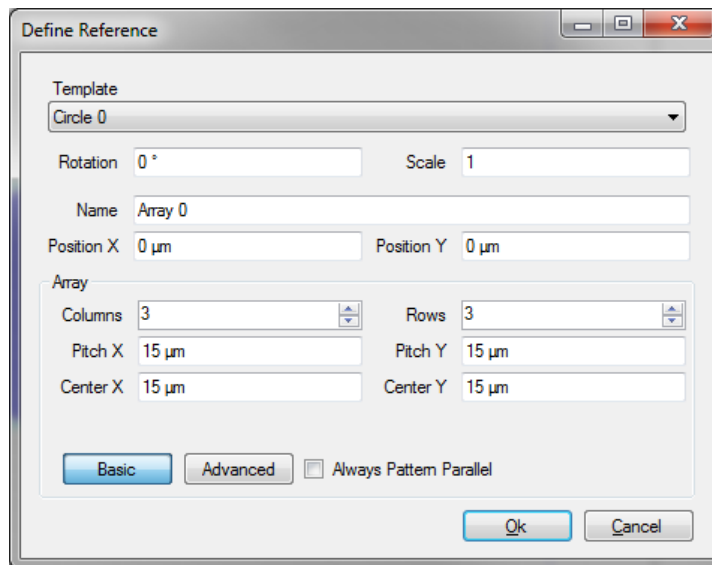 Define Reference
Template
Circle 0
Rotation 0 ° Scale 1
Name Array 0
Position X 0 µm Position Y 0 µm
Array
Columns 3 Rows 3
Pitch X 15 µm Pitch Y 15 µm
Center X 15 µm Center Y 15 µm
Basic Advanced Always Pattern Parallel
Ok Cancel